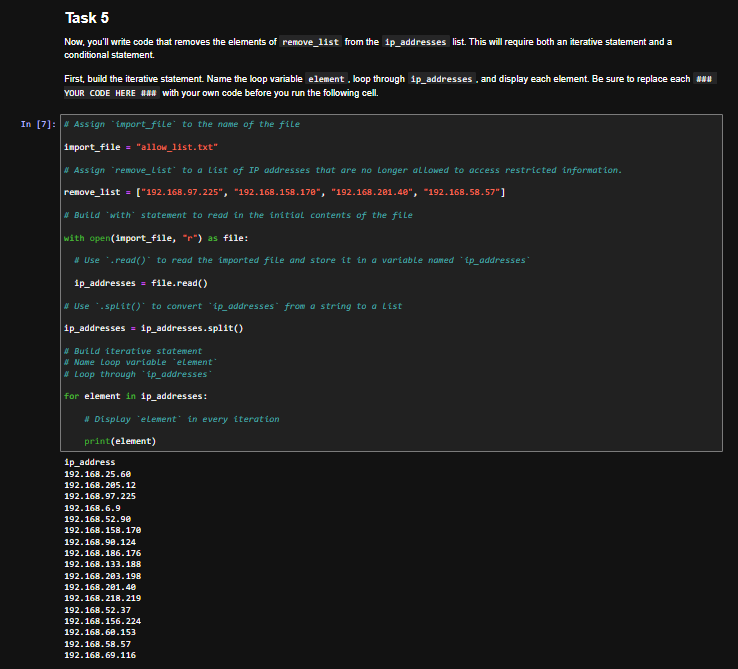 Task 5
Now, you'll write code that removes the elements of remove_list from the ip_addresses list. This will require both an iterative statement and a
conditional statement.
First, build the iterative statement. Name the loop variable element , loop through ip_addresses , and display each element. Be sure to replace each ###
YOUR CODE HERE ### with your own code before you run the following cell.
In [7]: # Assign `import_file` to the name of the file
import_file = "allow_list.txt"
# Assign `remove_list` to a list of IP addresses that are no longer allowed to access restricted information.
remove_list = ["192.168.97.225", "192.168.158.170", "192.168.201.40", "192.168.58.57"]
# Build `with` statement to read in the initial contents of the file
with open(import_file, "r") as file:
# Use `.read()` to read the imported file and store it in a variable named `ip_addresses`
ip_addresses = file.read()
# Use `.split()` to convert `ip_addresses` from a string to a list
ip_addresses = ip_addresses.split()
# Build iterative statement
# Name loop variable `element`
# Loop through `ip_addresses`
for element in ip_addresses:
# Display `element` in every iteration
print(element)
ip_address
192.168.25.60
192.168.205.12
192.168.97.225
192.168.6.9
192.168.52.90
192.168.158.170
192.168.90.124
192.168.186.176
192.168.133.188
192.168.203.198
192.168.201.40
192.168.218.219
192.168.52.37
192.168.156.224
192.168.60.153
192.168.58.57
192.168.69.116